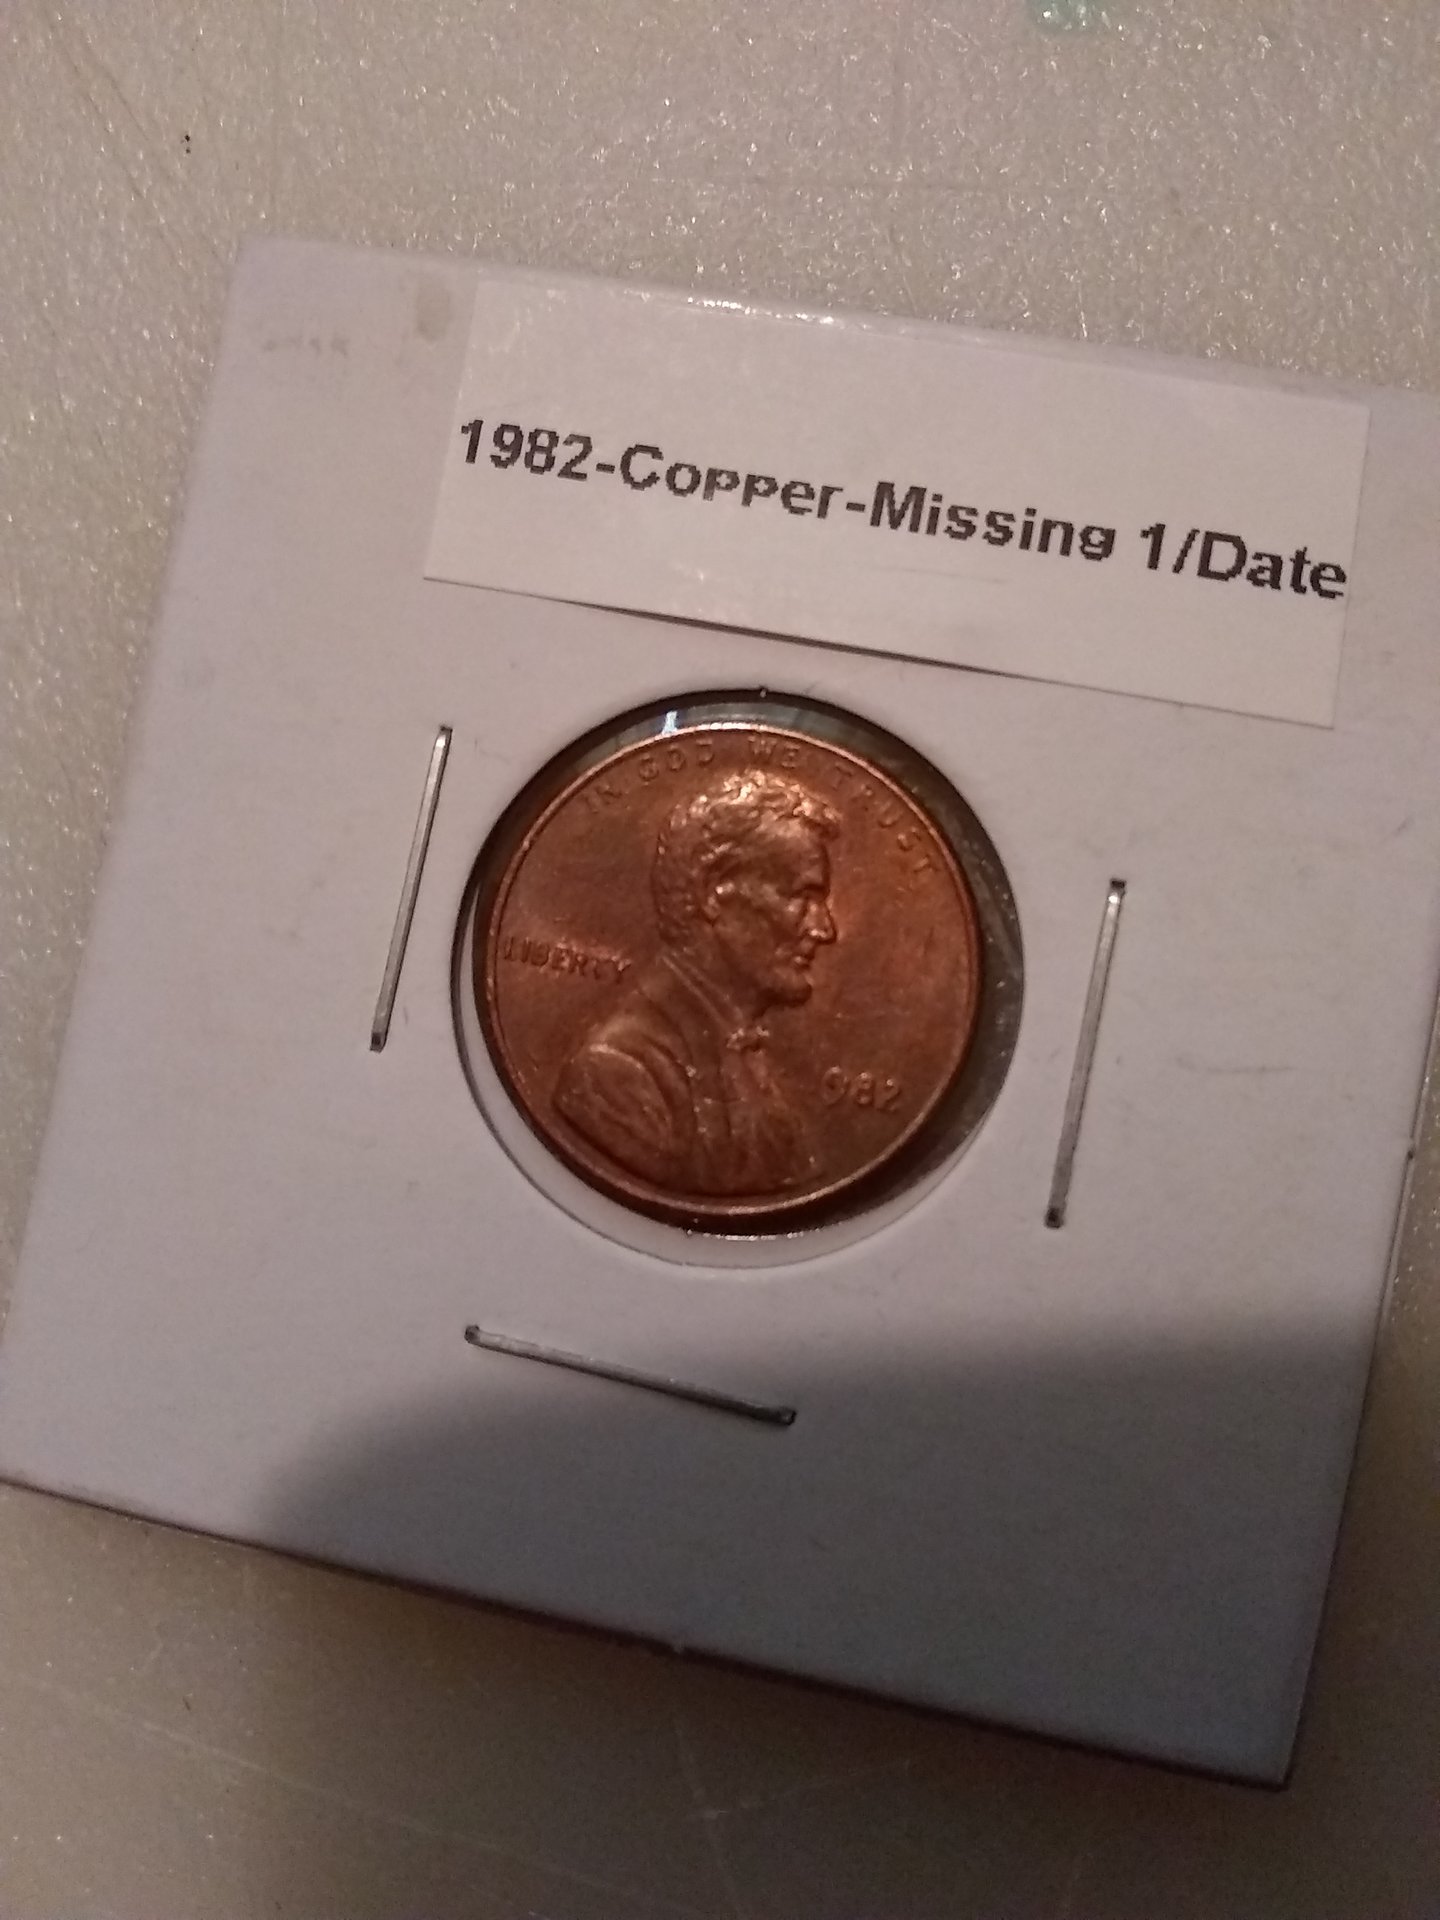 1982-Copper-Missing 1/Date
IN GOD WE TRUST
LIBERTY
982